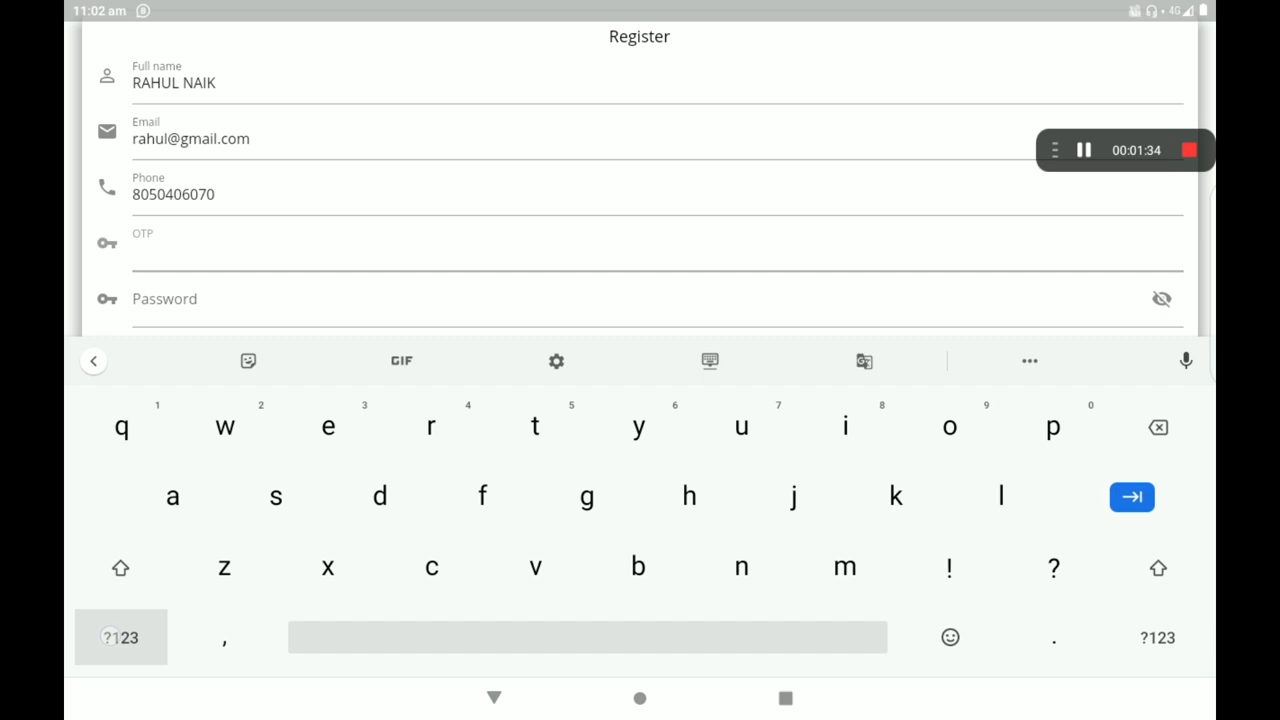 11:02 am
4G
Register
Full name
RAHUL NAIK
Email
rahul@gmail.com
00:01:34
Phone
8050406070
OTP
Password
GIF
1 2 3 4 5 6 7 8 9 0
q w e r t y u i o p
a s d f g h j k l
z x c v b n m ! ?
?123 , . ?123